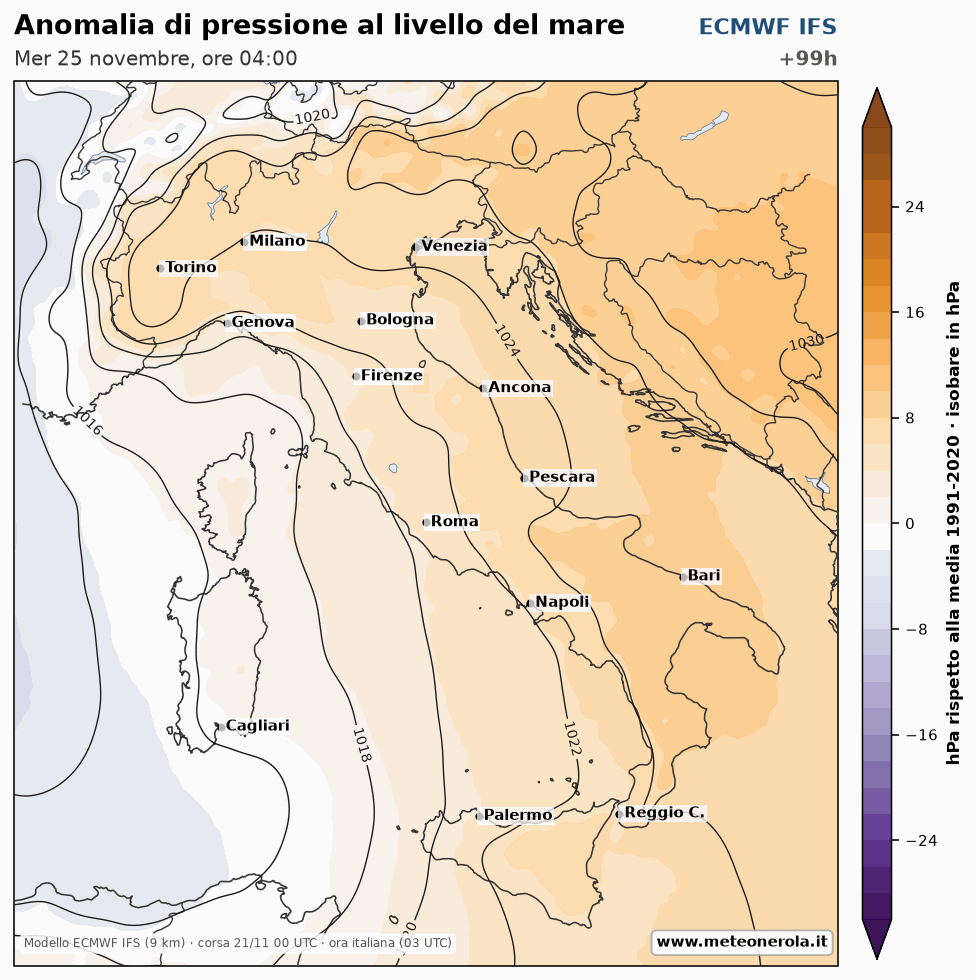 Anomalia di pressione al livello del mare
ECMWF IFS
Mer 25 novembre, ore 04:00
+99h
1020
Milano
Venezia
Torino
Genova
Bologna
1024
1030
Firenze
Ancona
1016
Pescara
Roma
Bari
Napoli
Cagliari
1018
1022
Palermo
Reggio C.
Modello ECMWF IFS (9 km) · corsa 21/11 00 UTC · ora italiana (03 UTC)
www.meteonerola.it
24
16
8
0
−8
−16
−24
hPa rispetto alla media 1991-2020 · isobare in hPa